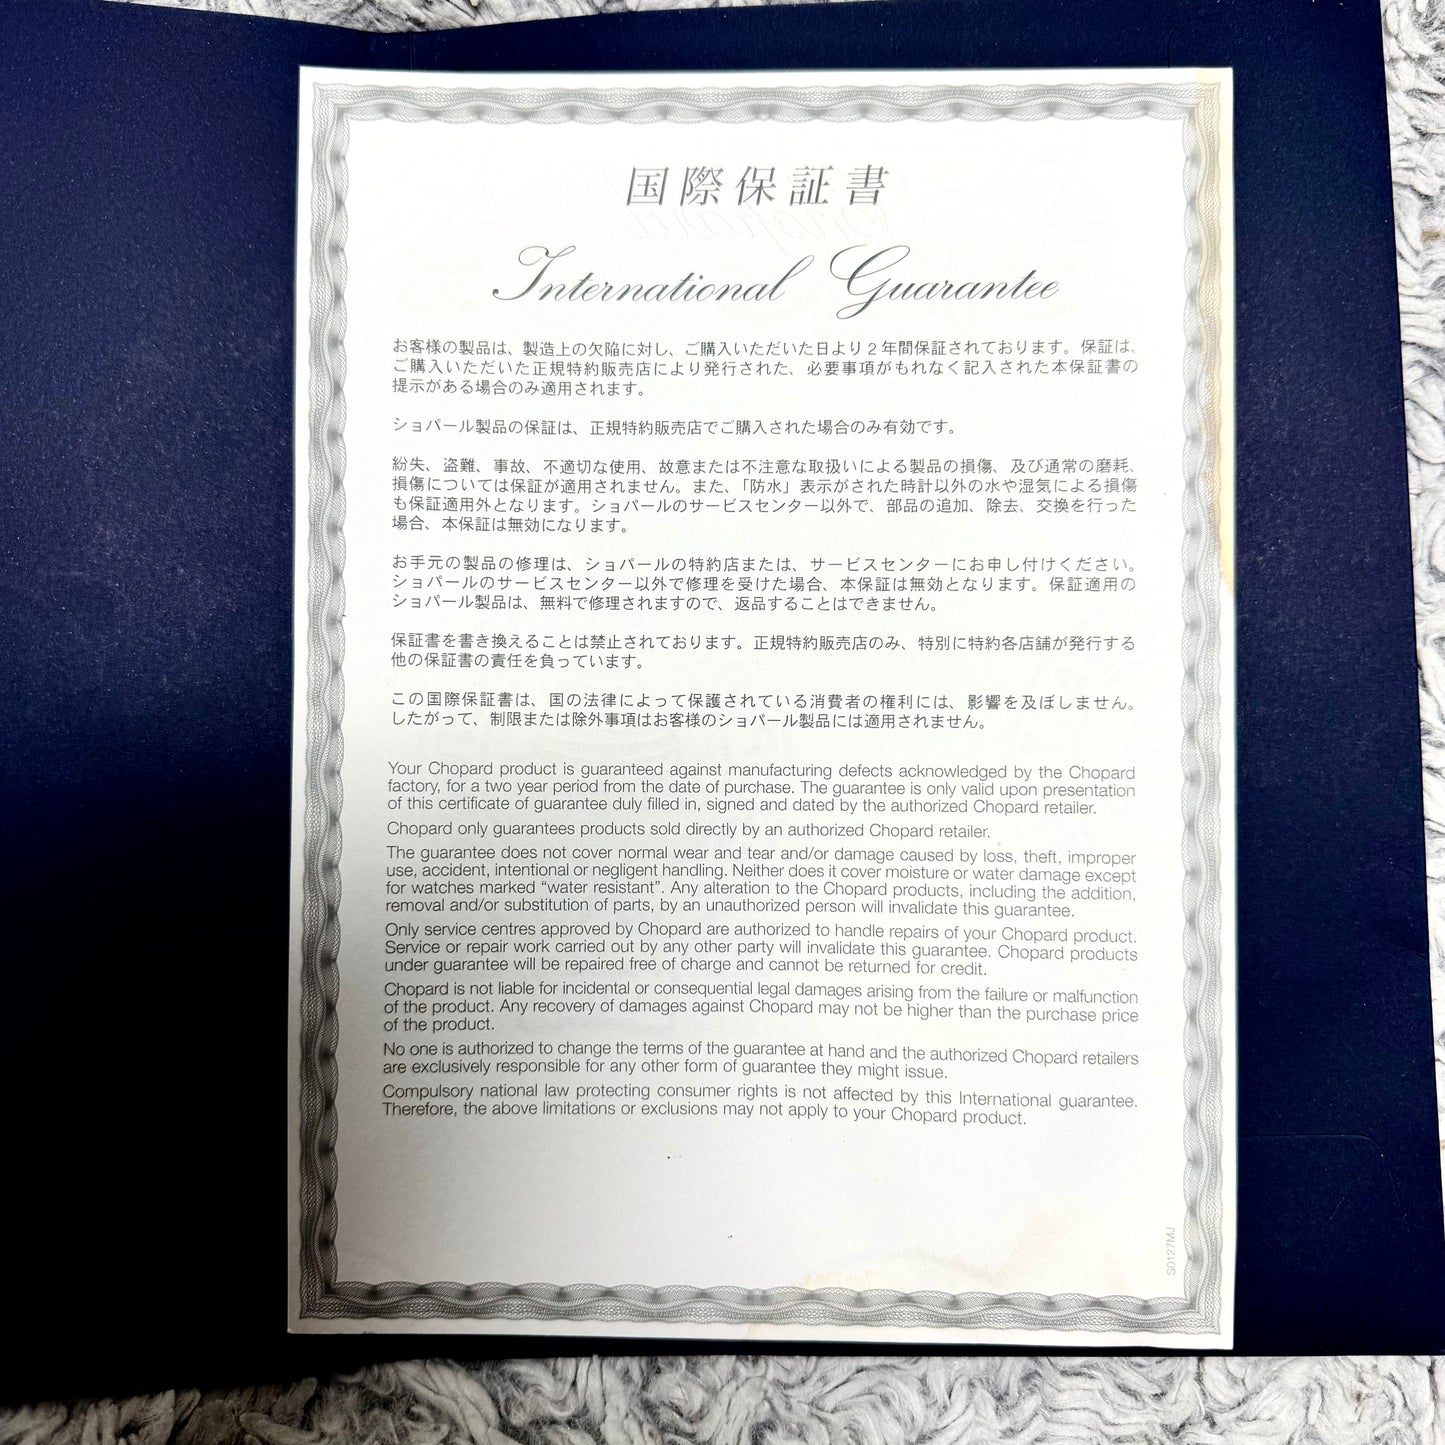 国際保証書
International Guarantee
お客様の製品は、製造上の欠陥に対し、ご購入いただいた日より2年間保証されております。保証は、
ご購入いただいた正規特約販売店により発行された、必要事項がもれなく記入された本保証書の
提示がある場合のみ適用されます。
ショパール製品の保証は、正規特約販売店でご購入された場合のみ有効です。
紛失、盗難、事故、不適切な使用、故意または不注意な取扱いによる製品の損傷、及び通常の磨耗、
損傷については保証が適用されません。また、「防水」表示がされた時計以外の水や湿気による損傷
も保証適用外となります。ショパールのサービスセンター以外で、部品の追加、除去、交換を行った
場合、本保証は無効になります。
お手元の製品の修理は、ショパールの特約店または、サービスセンターにお申し付けください。
ショパールのサービスセンター以外で修理を受けた場合、本保証は無効となります。保証適用の
ショパール製品は、無料で修理されますので、返品することはできません。
保証書を書き換えることは禁止されております。正規特約販売店のみ、特別に特約各店舗が発行する
他の保証書の責任を負っています。
この国際保証書は、国の法律によって保護されている消費者の権利には、影響を及ぼしません。
したがって、制限または除外事項はお客様のショパール製品には適用されません。
Your Chopard product is guaranteed against manufacturing defects acknowledged by the Chopard
factory, for a two year period from the date of purchase. The guarantee is only valid upon presentation
of this certificate of guarantee duly filled in, signed and dated by the authorized Chopard retailer.
Chopard only guarantees products sold directly by an authorized Chopard retailer.
The guarantee does not cover normal wear and tear and/or damage caused by loss, theft, improper
use, accident, intentional or negligent handling. Neither does it cover moisture or water damage except
for watches marked “water resistant”. Any alteration to the Chopard products, including the addition,
removal and/or substitution of parts, by an unauthorized person will invalidate this guarantee.
Only service centres approved by Chopard are authorized to handle repairs of your Chopard product.
Service or repair work carried out by any other party will invalidate this guarantee. Chopard products
under guarantee will be repaired free of charge and cannot be returned for credit.
Chopard is not liable for incidental or consequential legal damages arising from the failure or malfunction
of the product. Any recovery of damages against Chopard may not be higher than the purchase price
of the product.
No one is authorized to change the terms of the guarantee at hand and the authorized Chopard retailers
are exclusively responsible for any other form of guarantee they might issue.
Compulsory national law protecting consumer rights is not affected by this International guarantee.
Therefore, the above limitations or exclusions may not apply to your Chopard product.
S0127MJ